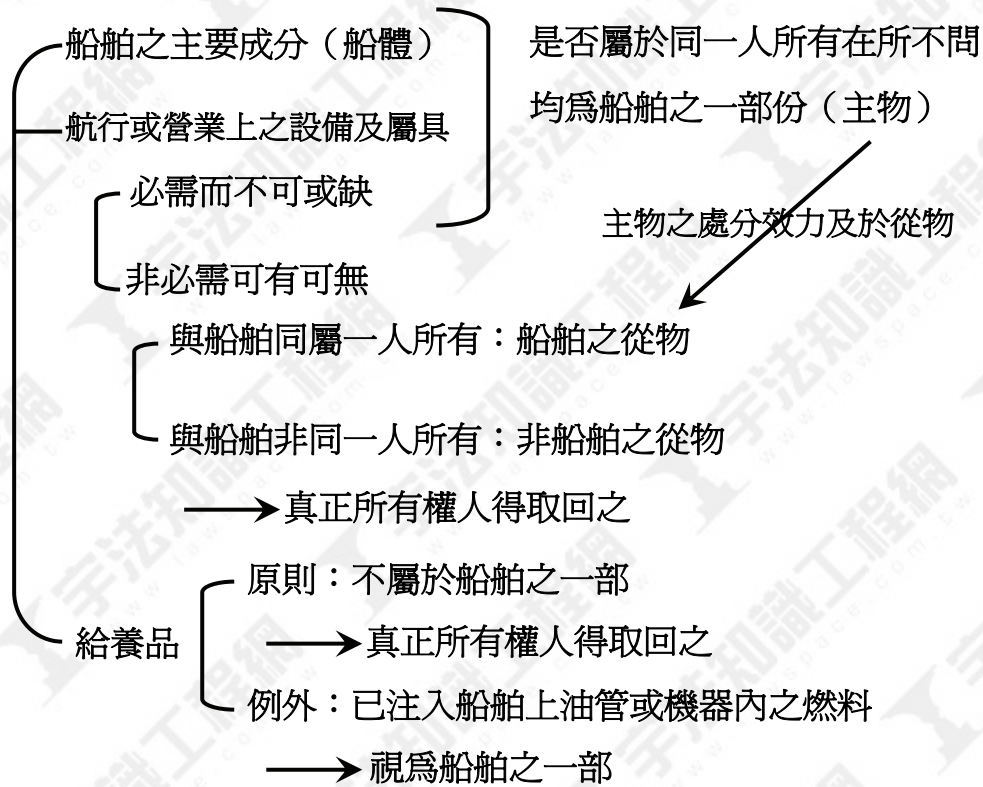 船舶之主要成分（船體）
是否屬於同一人所有在所不問
均爲船舶之一部份（主物）
航行或營業上之設備及屬具
必需而不可或缺
主物之處分效力及於從物
非必需可有可無
與船舶同屬一人所有：船舶之從物
與船舶非同一人所有：非船舶之從物
真正所有權人得取回之
原則：不屬於船舶之一部
給養品
真正所有權人得取回之
例外：已注入船舶上油管或機器內之燃料
視爲船舶之一部
宇法知識工程網